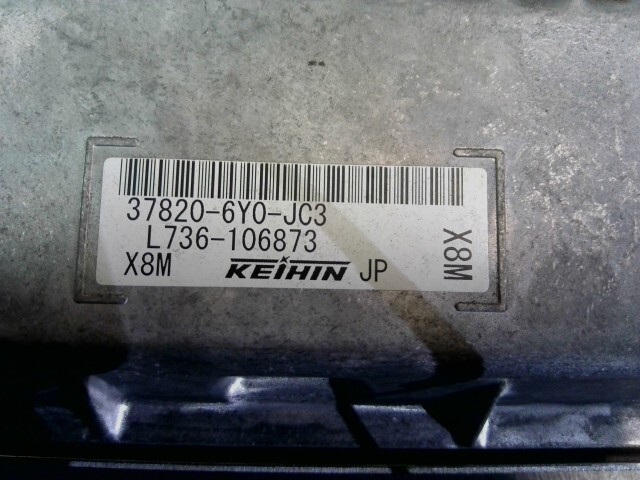 37820-6Y0-JC3
L736-106873
X8M KEIHIN JP
X8M